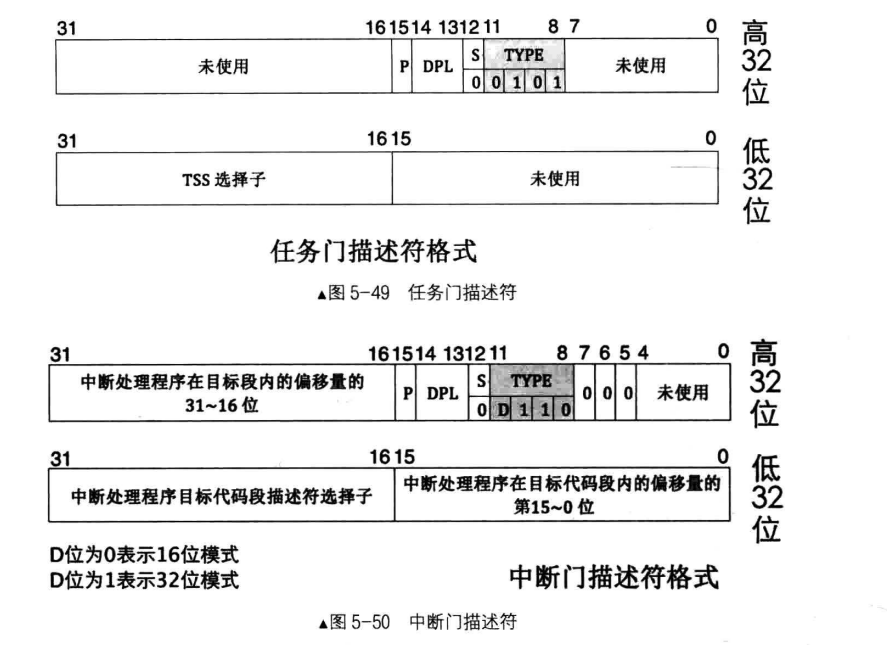 31 16 15 14 13 12 11 8 7 0
未使用 P DPL S TYPE 未使用
0 0 1 0 1
高32位
31 16 15 0
TSS 选择子 未使用
低32位
任务门描述符格式
▲图 5-49 任务门描述符
31 16 15 14 13 12 11 8 7 6 5 4 0
中断处理程序在目标段内的偏移量的
31~16 位
P DPL S TYPE 0 0 0 未使用
0 D 1 1 0
高32位
31 16 15 0
中断处理程序目标代码段描述符选择子
中断处理程序在目标代码段内的偏移量的
第15~0 位
低32位
D位为0表示16位模式
D位为1表示32位模式
中断门描述符格式
▲图 5-50 中断门描述符